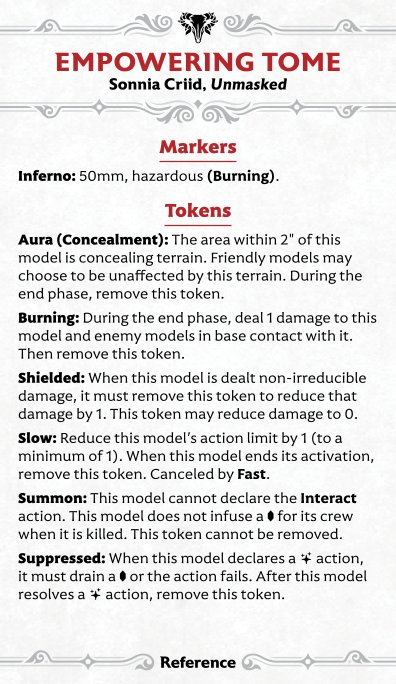 EMPOWERING TOME
Sonnia Criid, Unmasked
Markers
Inferno: 50mm, hazardous (Burning).
Tokens
Aura (Concealment): The area within 2" of this
model is concealing terrain. Friendly models may
choose to be unaffected by this terrain. During the
end phase, remove this token.
Burning: During the end phase, deal 1 damage to this
model and enemy models in base contact with it.
Then remove this token.
Shielded: When this model is dealt non-irreducible
damage, it must remove this token to reduce that
damage by 1. This token may reduce damage to 0.
Slow: Reduce this model's action limit by 1 (to a
minimum of 1). When this model ends its activation,
remove this token. Canceled by Fast.
Summon: This model cannot declare the Interact
action. This model does not infuse a for its crew
when it is killed. This token cannot be removed.
Suppressed: When this model declares a action,
it must drain a or the action fails. After this model
resolves a action, remove this token.
Reference